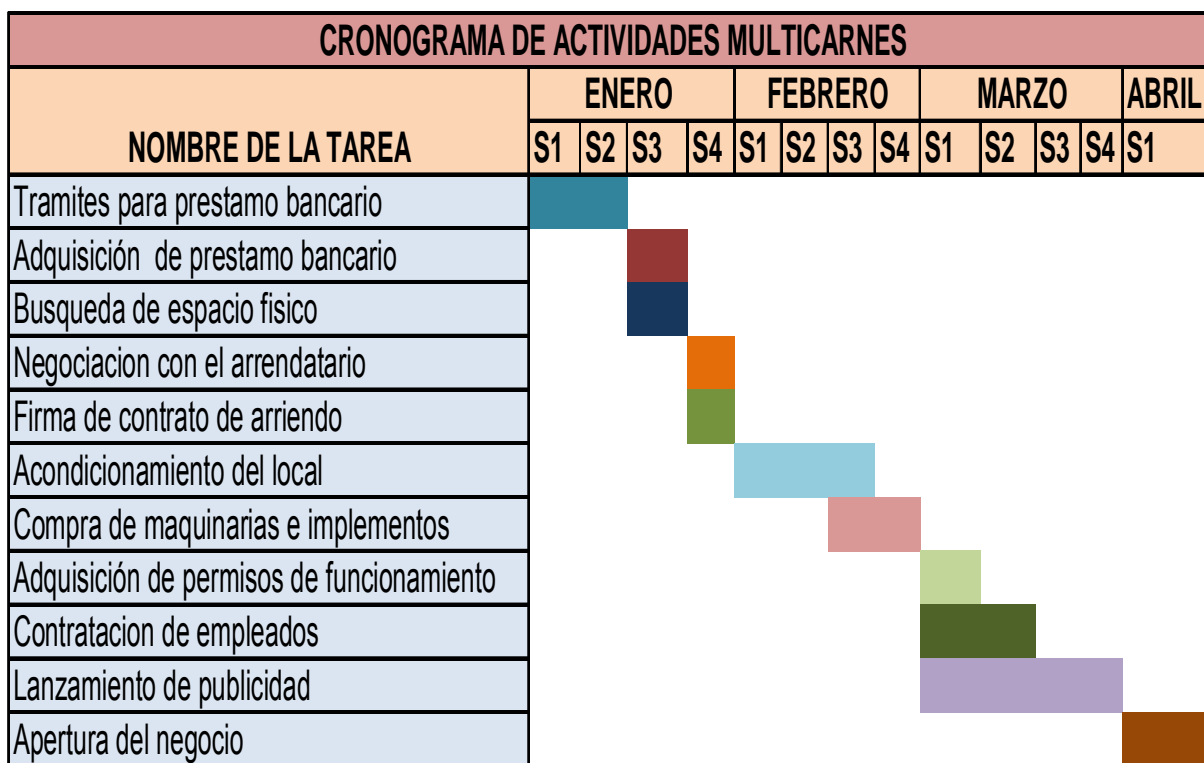 CRONOGRAMA DE ACTIVIDADES MULTICARNES
ENERO FEBRERO MARZO ABRIL
NOMBRE DE LA TAREA S1 S2 S3 S4 S1 S2 S3 S4 S1 S2 S3 S4 S1
Tramites para prestamo bancario
Adquisición de prestamo bancario
Busqueda de espacio fisico
Negociacion con el arrendatario
Firma de contrato de arriendo
Acondicionamiento del local
Compra de maquinarias e implementos
Adquisición de permisos de funcionamiento
Contratacion de empleados
Lanzamiento de publicidad
Apertura del negocio